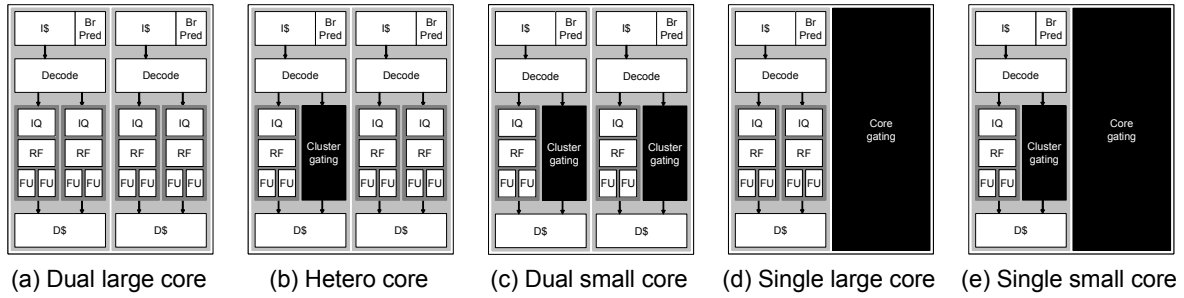 I$ Br Pred I$ Br Pred
Decode Decode
IQ IQ IQ IQ
RF RF RF RF
FU FU FU FU FU FU FU FU
D$ D$
(a) Dual large core
I$ Br Pred I$ Br Pred
Decode Decode
IQ Cluster gating IQ IQ
RF RF RF
FU FU FU FU FU FU
D$ D$
(b) Hetero core
I$ Br Pred I$ Br Pred
Decode Decode
IQ Cluster gating IQ Cluster gating
RF RF
FU FU FU FU
D$ D$
(c) Dual small core
I$ Br Pred
Decode
IQ IQ Core gating
RF RF
FU FU FU FU
D$
(d) Single large core
I$ Br Pred
Decode
IQ Cluster gating Core gating
RF
FU FU
D$
(e) Single small core